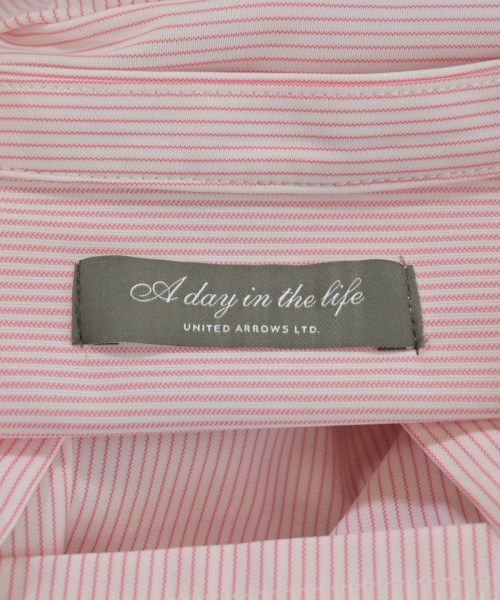 A day in the life
UNITED ARROWS LTD.